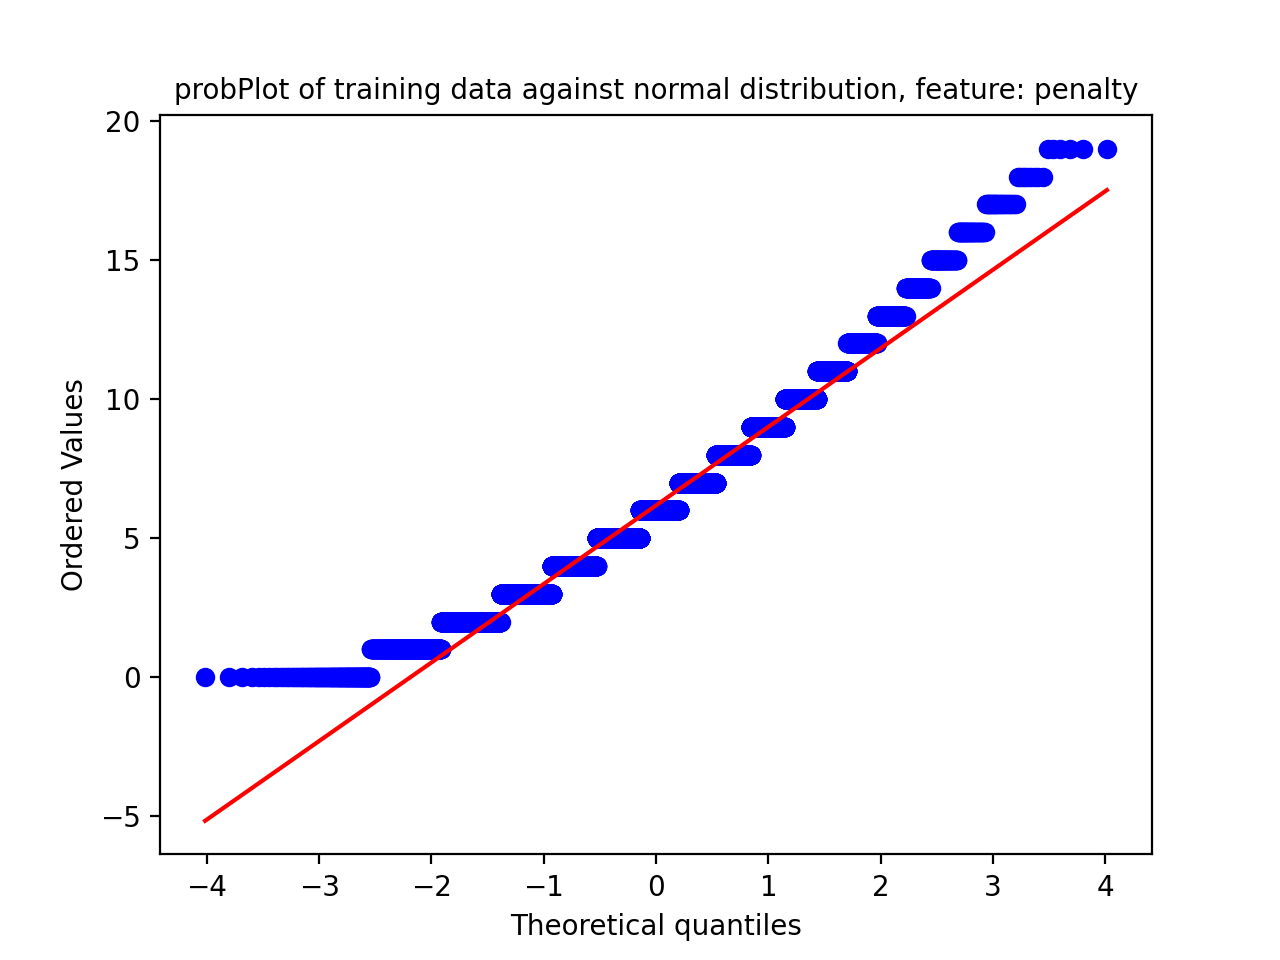 probPlot of training data against normal distribution, feature: penalty
20
15
10
5
0
−5
Ordered Values
−4 −3 −2 −1 0 1 2 3 4
Theoretical quantiles